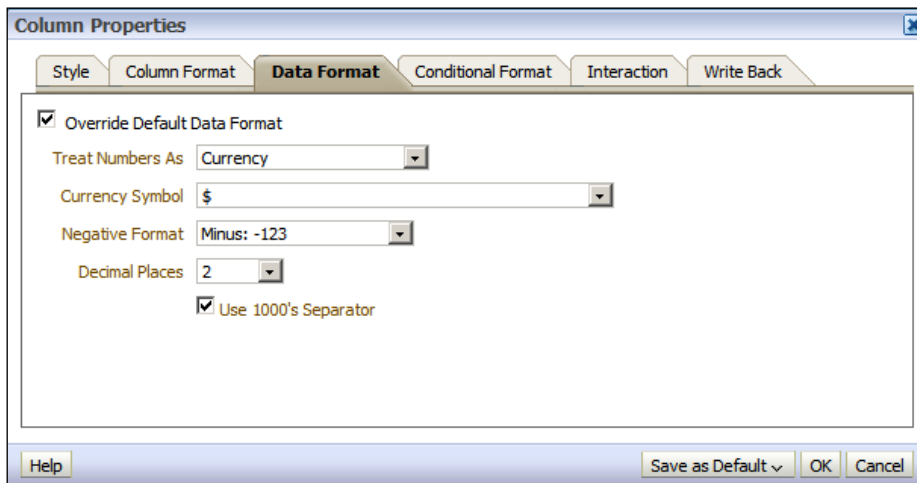 Column Properties
Style Column Format Data Format Conditional Format Interaction Write Back
Override Default Data Format
Treat Numbers As Currency
Currency Symbol $
Negative Format Minus: -123
Decimal Places 2
Use 1000's Separator
Help Save as Default OK Cancel